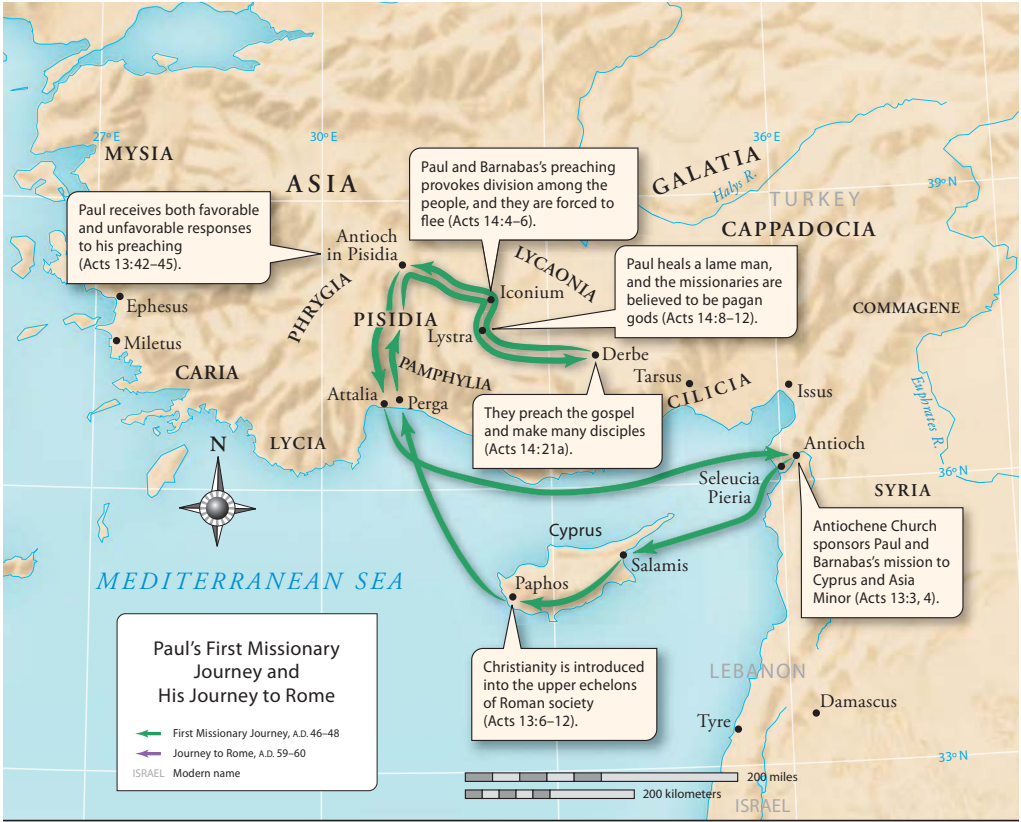 27º E
30º E
36º E
MYSIA
ASIA
GALATIA
Halys R.
39º N
TURKEY
CAPPADOCIA
Paul and Barnabas's preaching
provokes division among the
people, and they are forced to
flee (Acts 14:4–6).
Paul receives both favorable
and unfavorable responses
to his preaching
(Acts 13:42–45).
Antioch
in Pisidia
LYCAONIA
Paul heals a lame man,
and the missionaries are
believed to be pagan
gods (Acts 14:8–12).
Iconium
PHRYGIA
Ephesus
COMMAGENE
PISIDIA
Lystra
Miletus
Derbe
CARIA
PAMPHYLIA
Tarsus
CILICIA
Issus
Euphrates R.
Attalia
Perga
They preach the gospel
and make many disciples
(Acts 14:21a).
N
LYCIA
Antioch
36º N
Seleucia
Pieria
SYRIA
Cyprus
Salamis
Antiochene Church
sponsors Paul and
Barnabas's mission to
Cyprus and Asia
Minor (Acts 13:3, 4).
MEDITERRANEAN SEA
Paphos
Paul's First Missionary
Journey and
His Journey to Rome
First Missionary Journey, A.D. 46–48
Journey to Rome, A.D. 59–60
ISRAEL Modern name
Christianity is introduced
into the upper echelons
of Roman society
(Acts 13:6–12).
LEBANON
Damascus
Tyre
33º N
200 miles
200 kilometers
ISRAEL